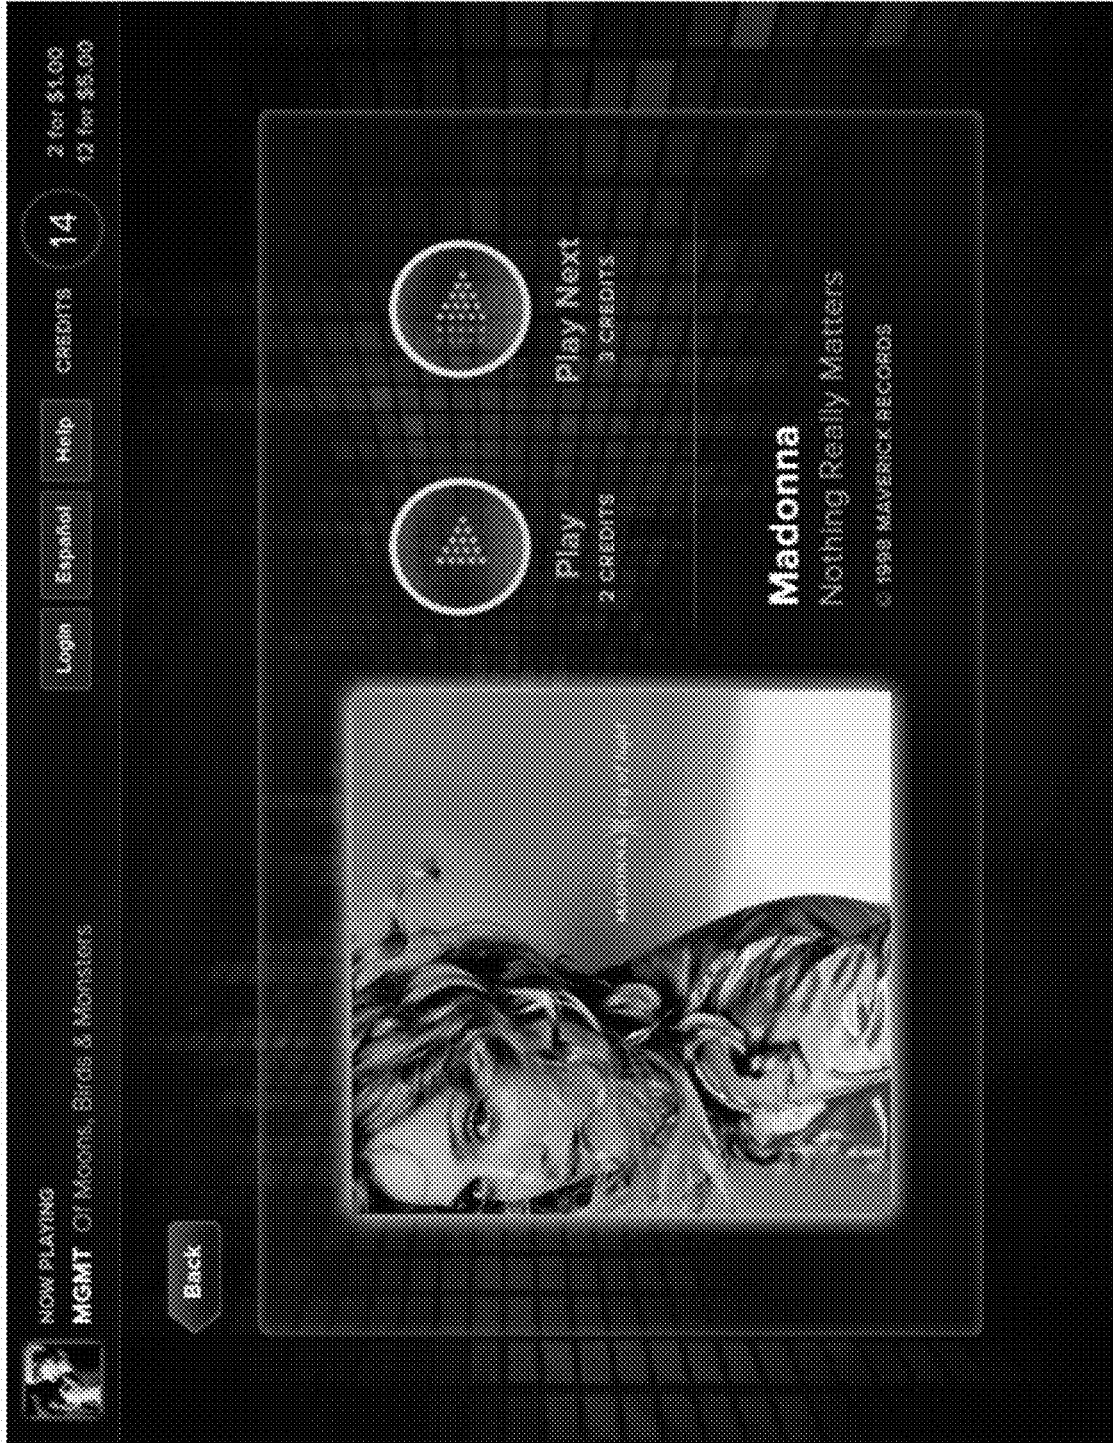 NOW PLAYING
MGMT Of Moons, Birds & Monsters
Login
Español
Help
CREDITS
14
2 for $1.00
12 for $5.00
Back
Play
2 CREDITS
Play Next
3 CREDITS
Madonna
Nothing Really Matters
© 1998 MAVERICK RECORDS